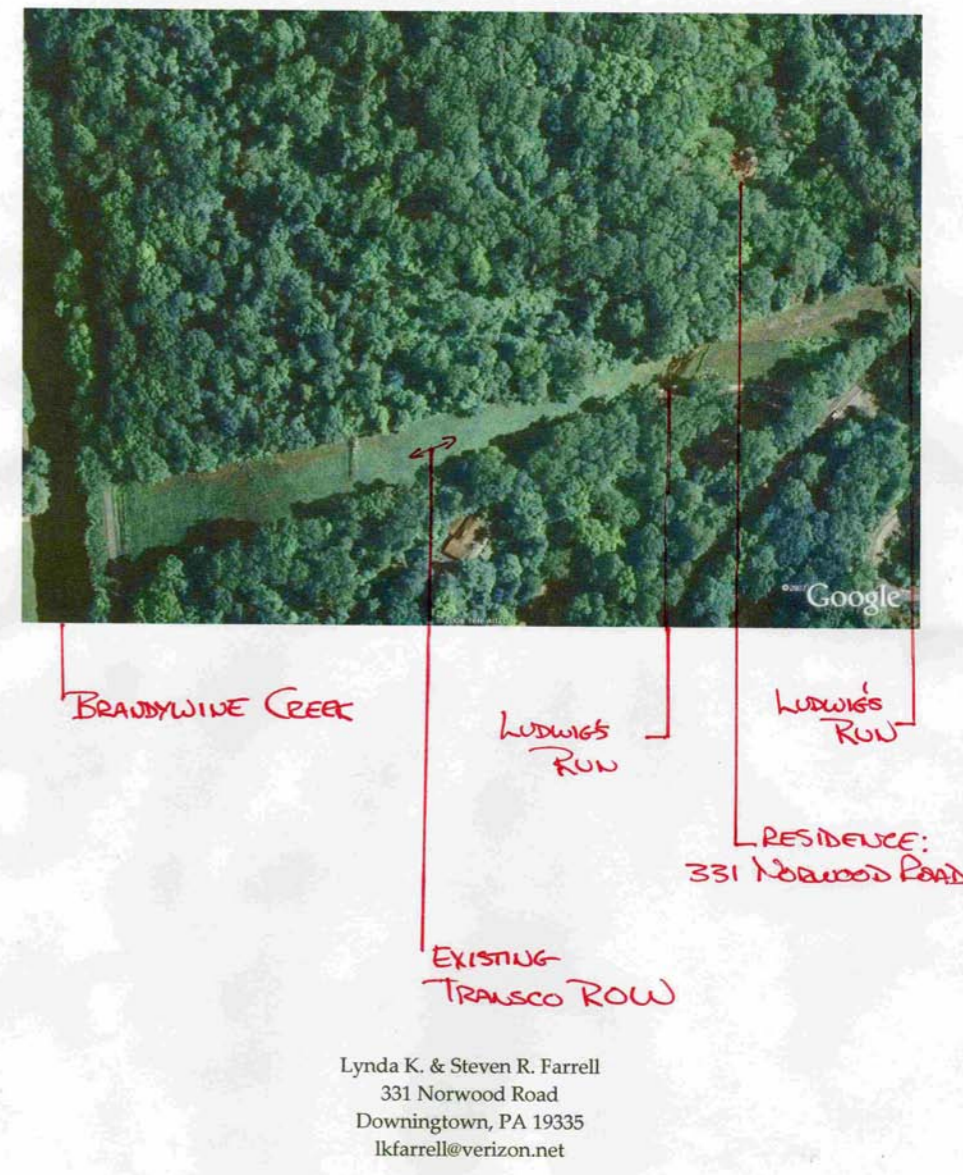 Google
BRANDYWINE CREEK
LUDWIG'S
RUN
LUDWIG'S
RUN
RESIDENCE:
331 NORWOOD ROAD
EXISTING
TRANSCO ROW
Lynda K. & Steven R. Farrell
331 Norwood Road
Downingtown, PA 19335
lkfarrell@verizon.net